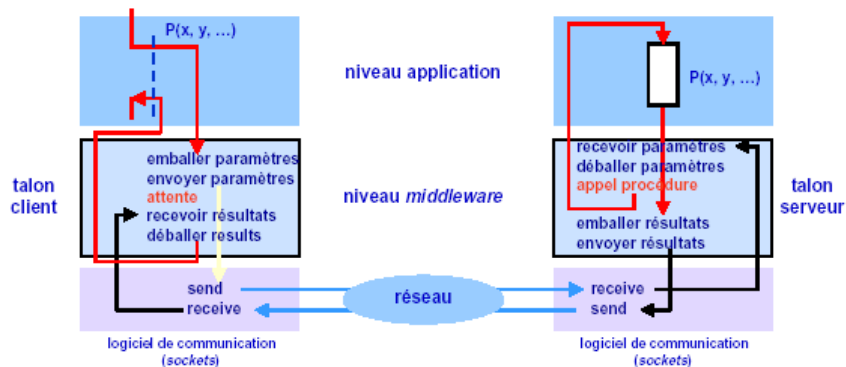 P(x, y, ...)
niveau application
P(x, y, ...)
talon
client
emballer paramètres
envoyer paramètres
attente
recevoir résultats
déballer results
niveau middleware
recevoir paramètres
déballer paramètres
appel procédure
emballer résultats
envoyer résultats
talon
serveur
send
receive
réseau
receive
send
logiciel de communication
(sockets)
logiciel de communication
(sockets)